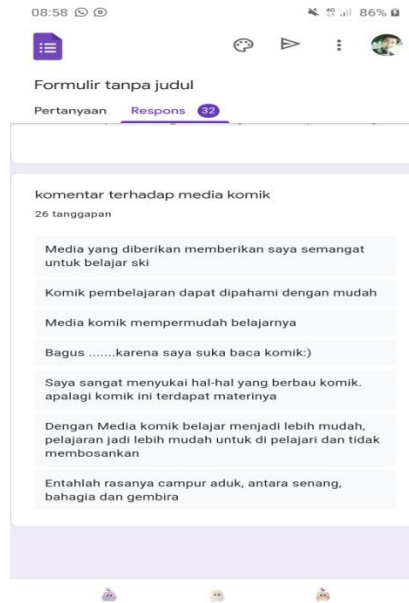 08:58
86%
Formulir tanpa judul
Pertanyaan Respons 32
komentar terhadap media komik
26 tanggapan
Media yang diberikan memberikan saya semangat
untuk belajar ski
Komik pembelajaran dapat dipahami dengan mudah
Media komik mempermudah belajarnya
Bagus .......karena saya suka baca komik:)
Saya sangat menyukai hal-hal yang berbau komik.
apalagi komik ini terdapat materinya
Dengan Media komik belajar menjadi lebih mudah,
pelajaran jadi lebih mudah untuk di pelajari dan tidak
membosankan
Entahlah rasanya campur aduk, antara senang,
bahagia dan gembira